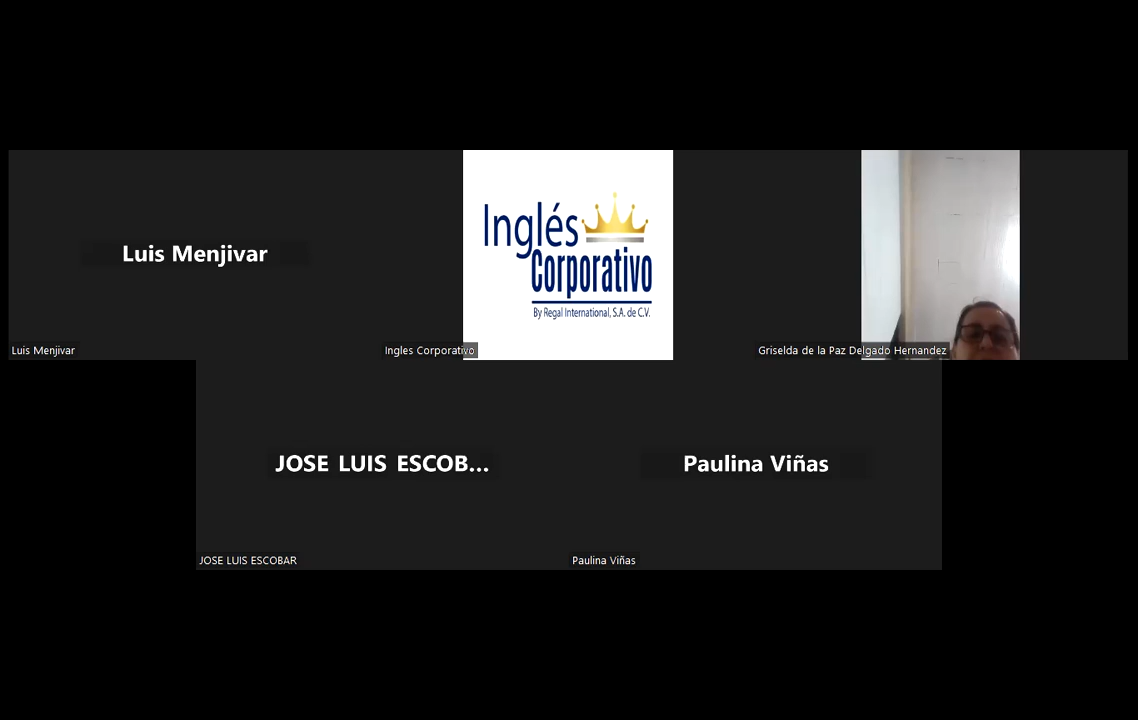 Luis Menjivar
Luis Menjivar
Inglés
Corporativo
By Regal International, S.A. de C.V.
Ingles Corporativo
Griselda de la Paz Delgado Hernandez
JOSE LUIS ESCOB...
JOSE LUIS ESCOBAR
Paulina Viñas
Paulina Viñas